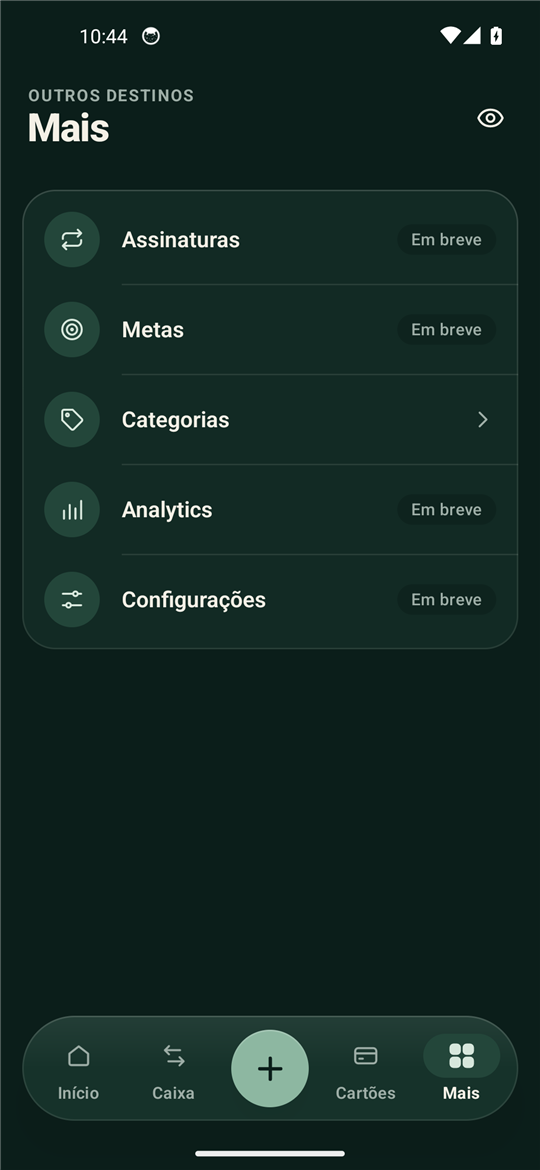 10:44
OUTROS DESTINOS
Mais
Assinaturas Em breve
Metas Em breve
Categorias
Analytics Em breve
Configurações Em breve
Início Caixa Cartões Mais